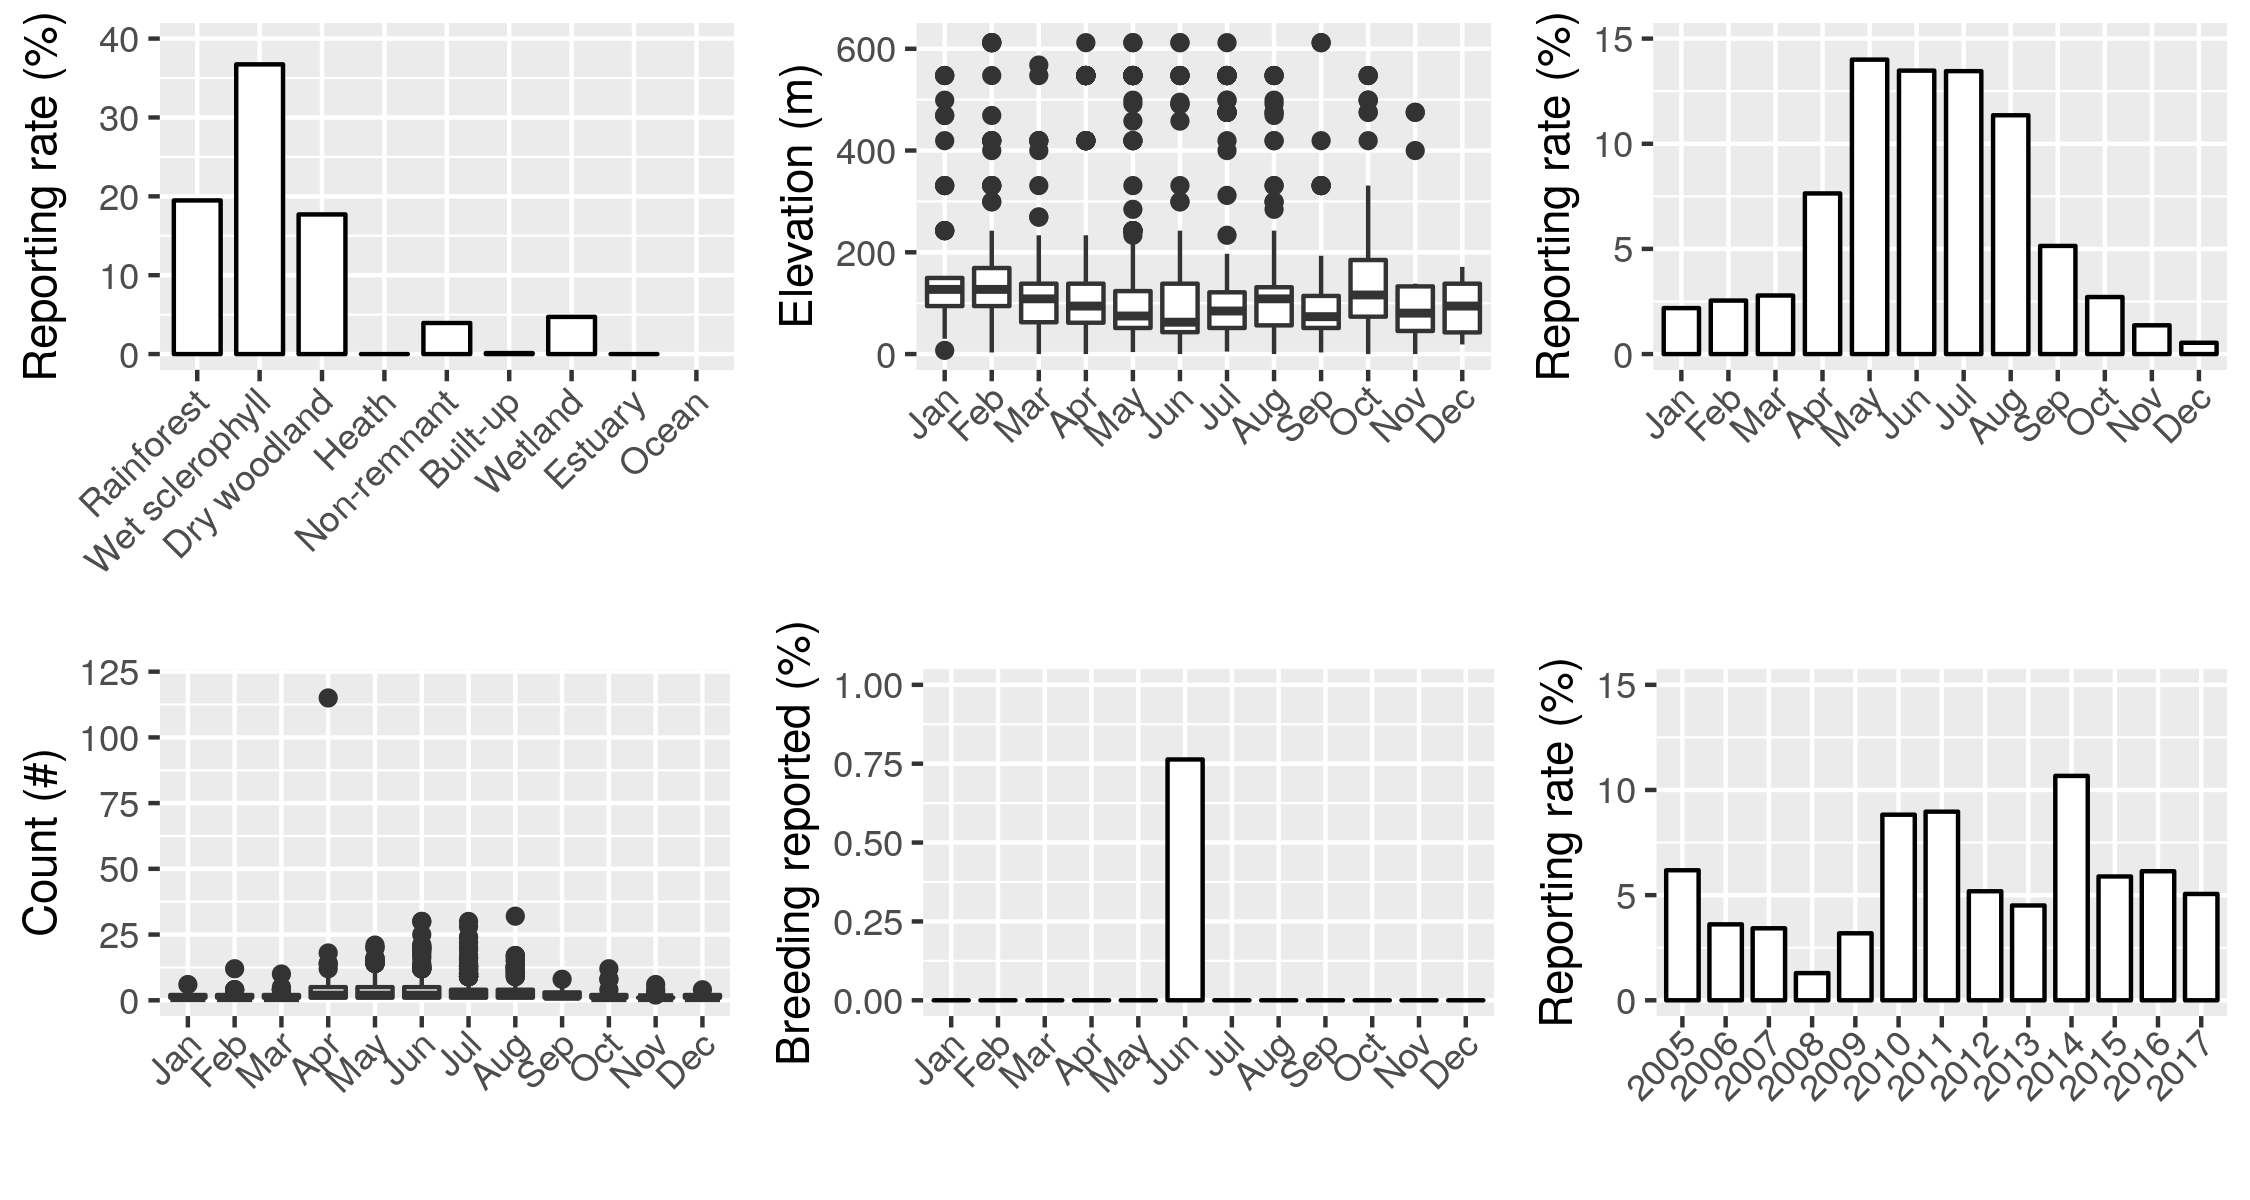 Reporting rate (%)
40
30
20
10
0
Rainforest
Wet sclerophyll
Dry woodland
Heath
Non-remnant
Built-up
Wetland
Estuary
Ocean
Elevation (m)
600
400
200
0
Jan
Feb
Mar
Apr
May
Jun
Jul
Aug
Sep
Oct
Nov
Dec
Reporting rate (%)
15
10
5
0
Jan
Feb
Mar
Apr
May
Jun
Jul
Aug
Sep
Oct
Nov
Dec
Count (#)
125
100
75
50
25
0
Jan
Feb
Mar
Apr
May
Jun
Jul
Aug
Sep
Oct
Nov
Dec
Breeding reported (%)
1.00
0.75
0.50
0.25
0.00
Jan
Feb
Mar
Apr
May
Jun
Jul
Aug
Sep
Oct
Nov
Dec
Reporting rate (%)
15
10
5
0
2005
2006
2007
2008
2009
2010
2011
2012
2013
2014
2015
2016
2017